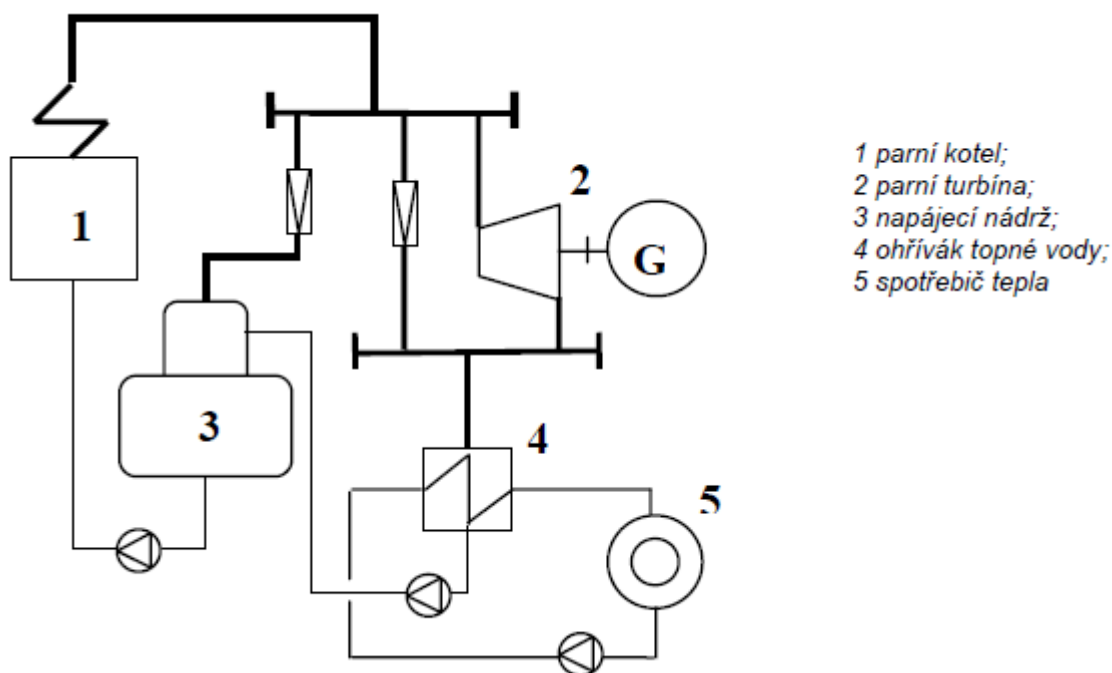 1
2
G
3
4
5
1 parní kotel;
2 parní turbína;
3 napájecí nádrž;
4 ohřívák topné vody;
5 spotřebič tepla